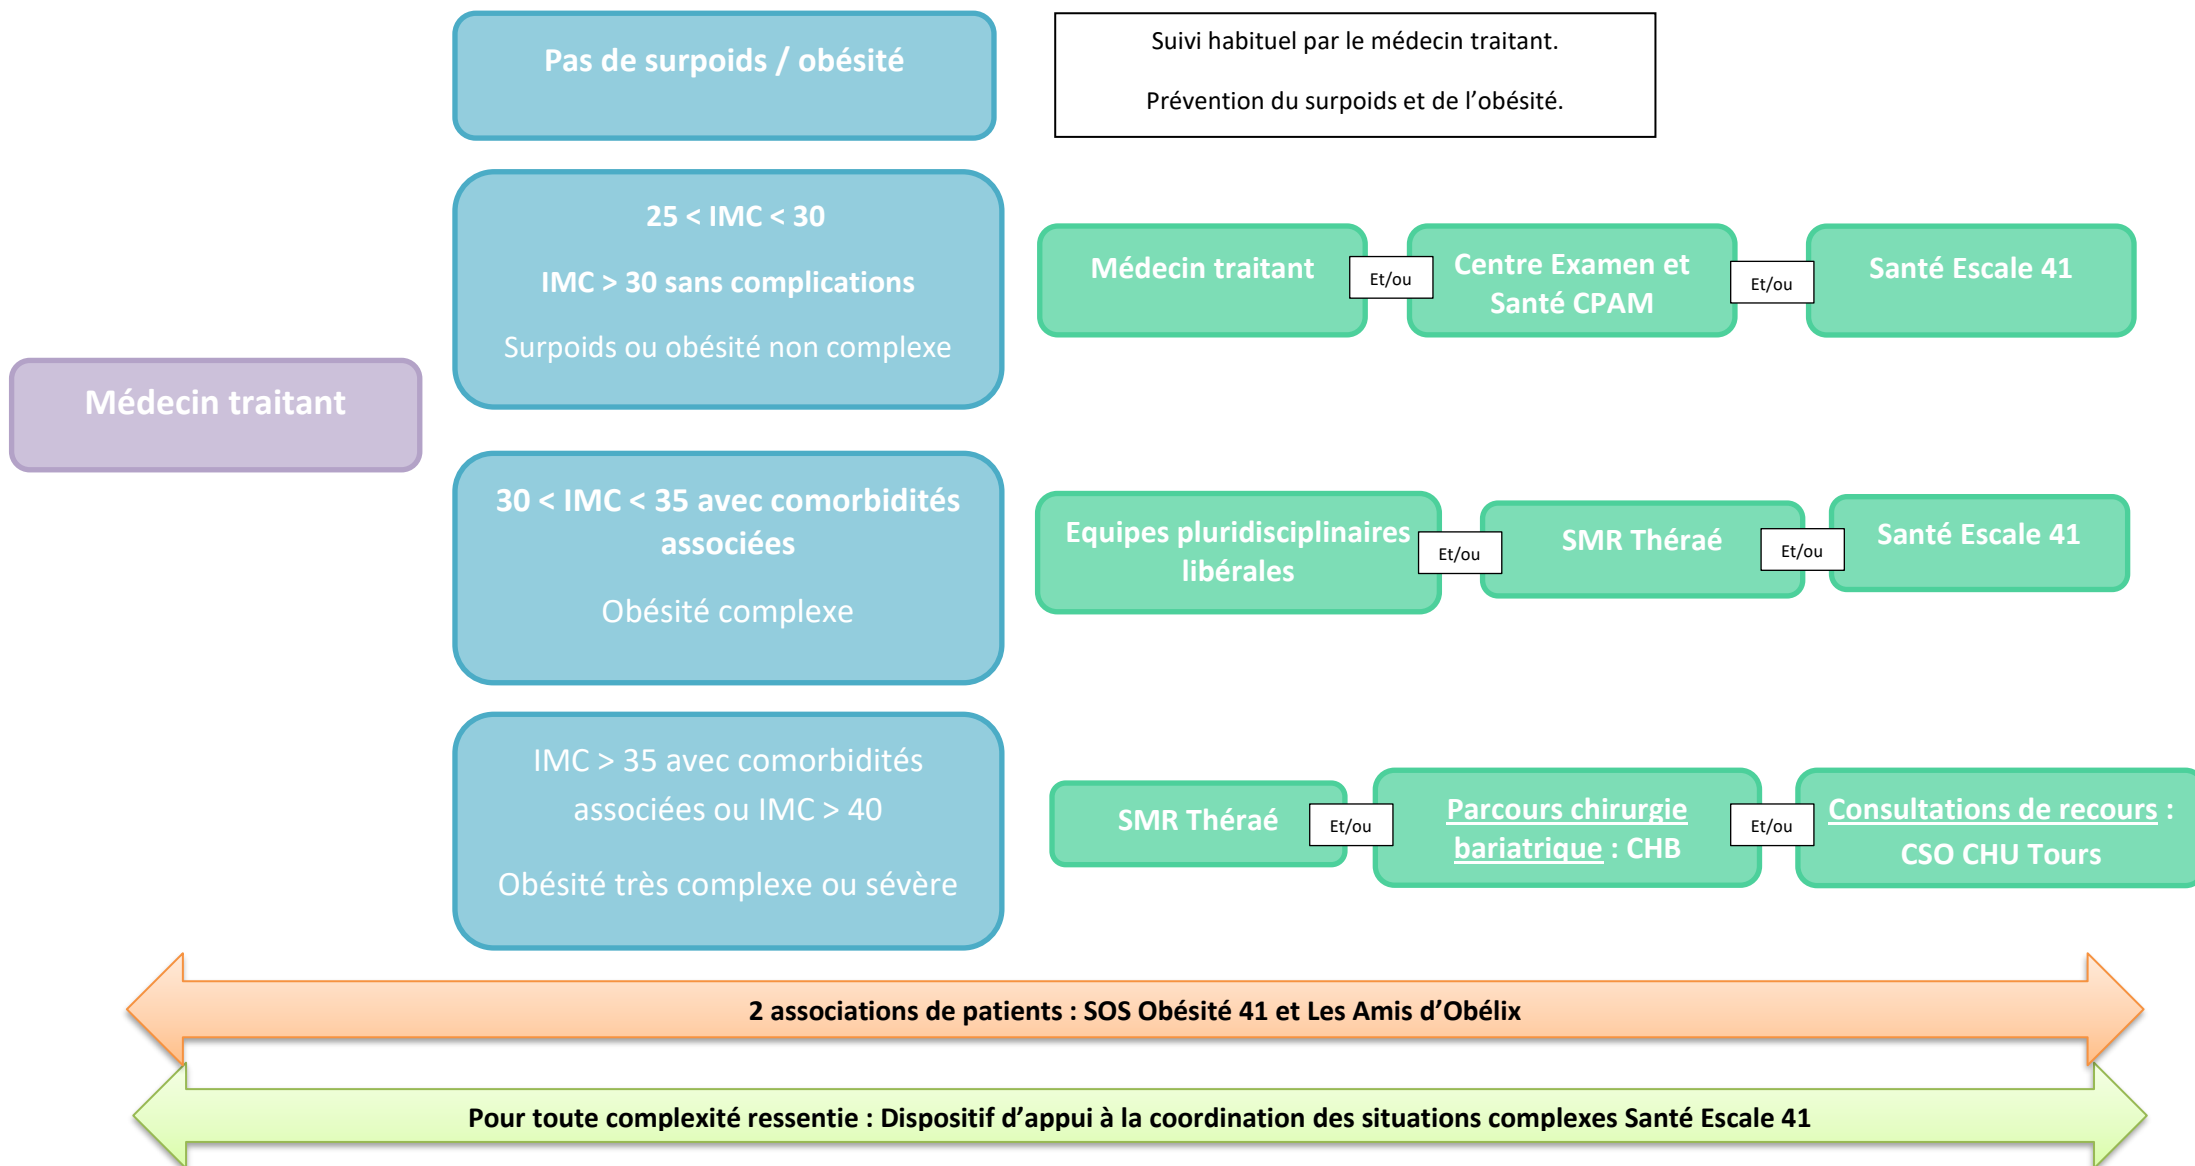 Pas de surpoids / obésité
Suivi habituel par le médecin traitant.
Prévention du surpoids et de l’obésité.
25 < IMC < 30
IMC > 30 sans complications
Surpoids ou obésité non complexe
Médecin traitant
Et/ou
Centre Examen et
Santé CPAM
Et/ou
Santé Escale 41
Médecin traitant
30 < IMC < 35 avec comorbidités
associées
Obésité complexe
Equipes pluridisciplinaires
libérales
Et/ou
SMR Théraé
Et/ou
Santé Escale 41
IMC > 35 avec comorbidités
associées ou IMC > 40
Obésité très complexe ou sévère
SMR Théraé
Et/ou
Parcours chirurgie
bariatrique : CHB
Et/ou
Consultations de recours :
CSO CHU Tours
2 associations de patients : SOS Obésité 41 et Les Amis d’Obélix
Pour toute complexité ressentie : Dispositif d’appui à la coordination des situations complexes Santé Escale 41